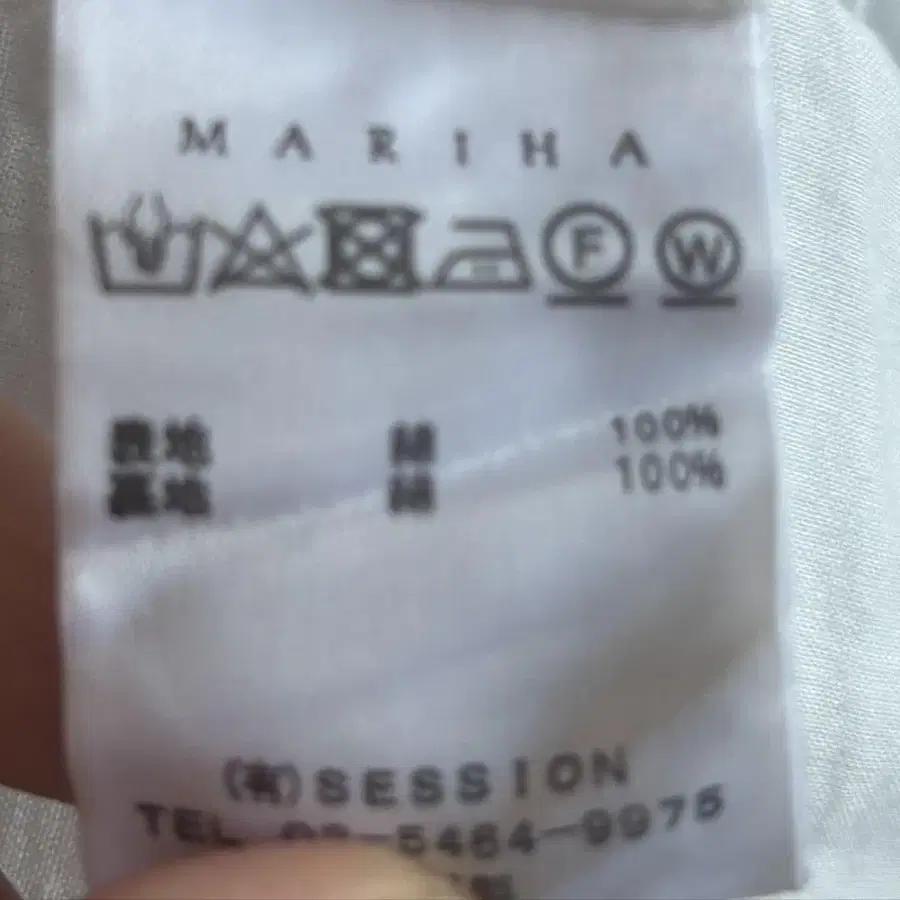 MARIHA
F W
表地 綿 100%
裏地 綿 100%
(有)SESSION
TEL 03-5464-9975